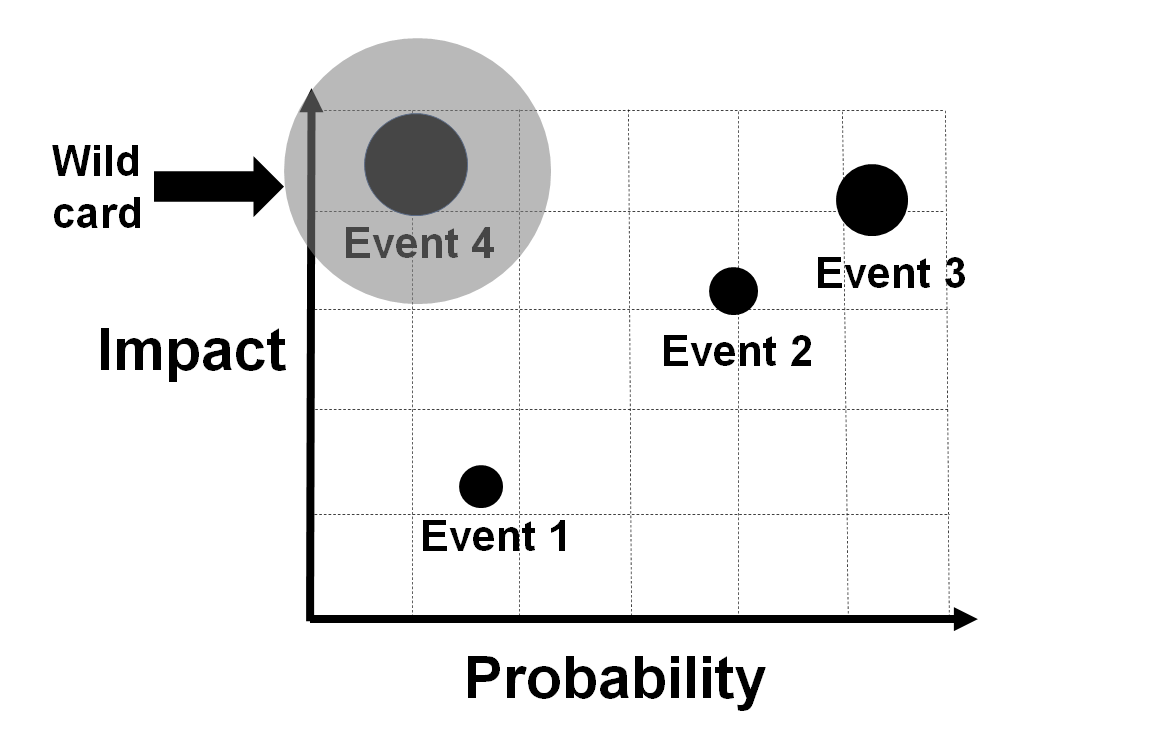 Wild
card
Event 4
Event 3
Impact
Event 2
Event 1
Probability